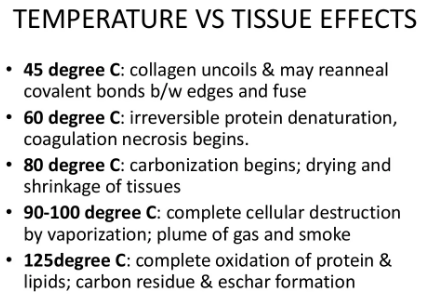 TEMPERATURE VS TISSUE EFFECTS
• 45 degree C: collagen uncoils & may reanneal
covalent bonds b/w edges and fuse
• 60 degree C: irreversible protein denaturation,
coagulation necrosis begins.
• 80 degree C: carbonization begins; drying and
shrinkage of tissues
• 90-100 degree C: complete cellular destruction
by vaporization; plume of gas and smoke
• 125degree C: complete oxidation of protein &
lipids; carbon residue & eschar formation